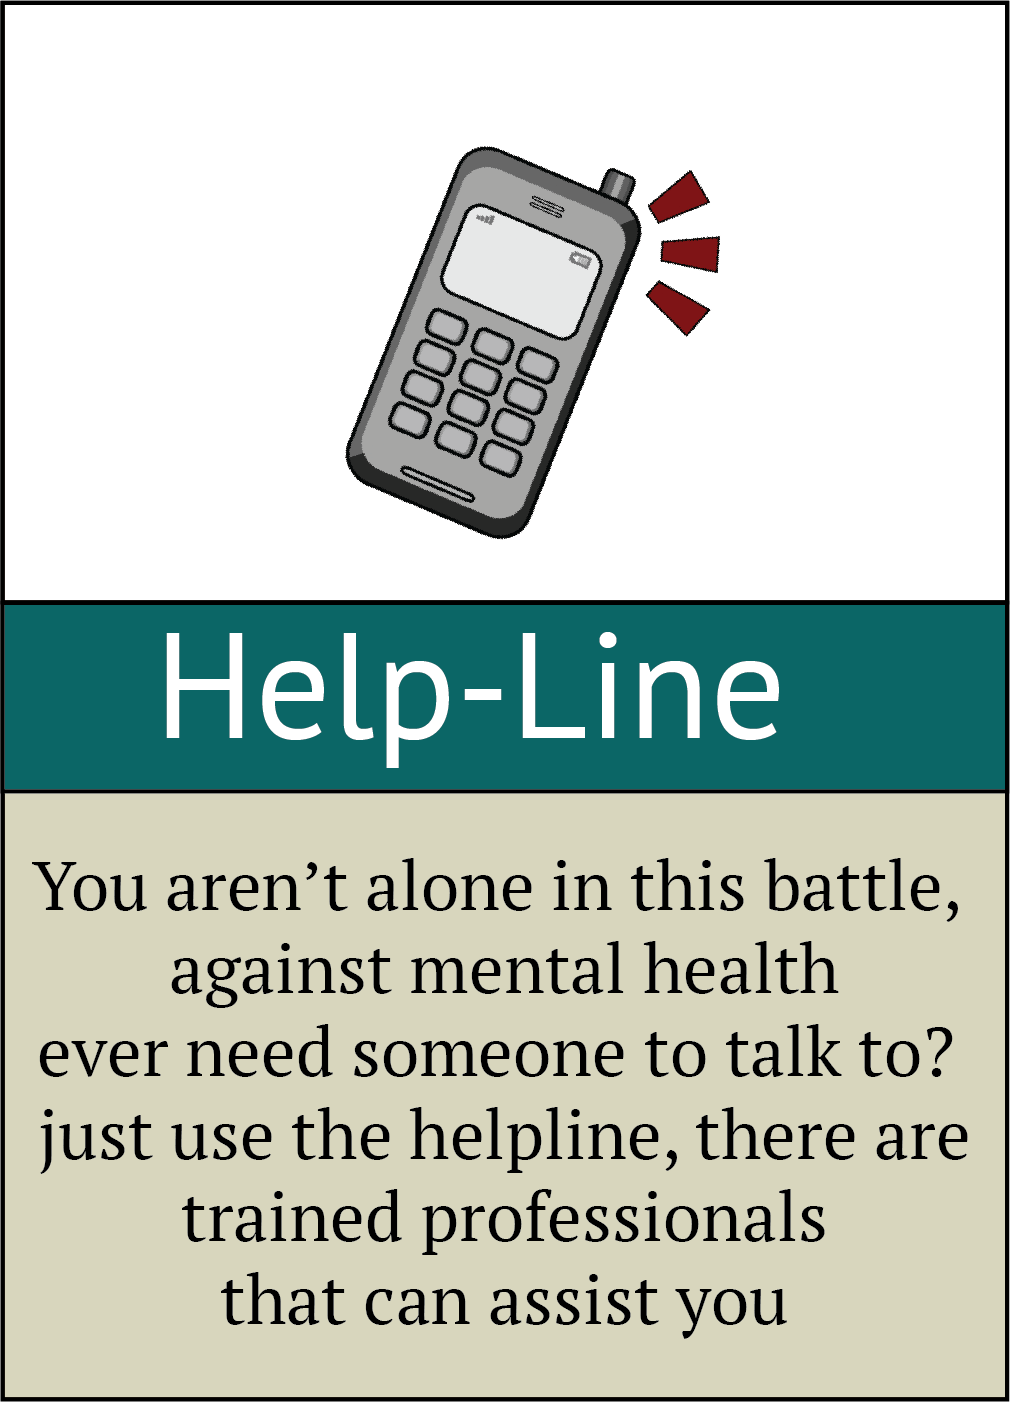 Help-Line
You aren’t alone in this battle,
against mental health
ever need someone to talk to?
just use the helpline, there are
trained professionals
that can assist you